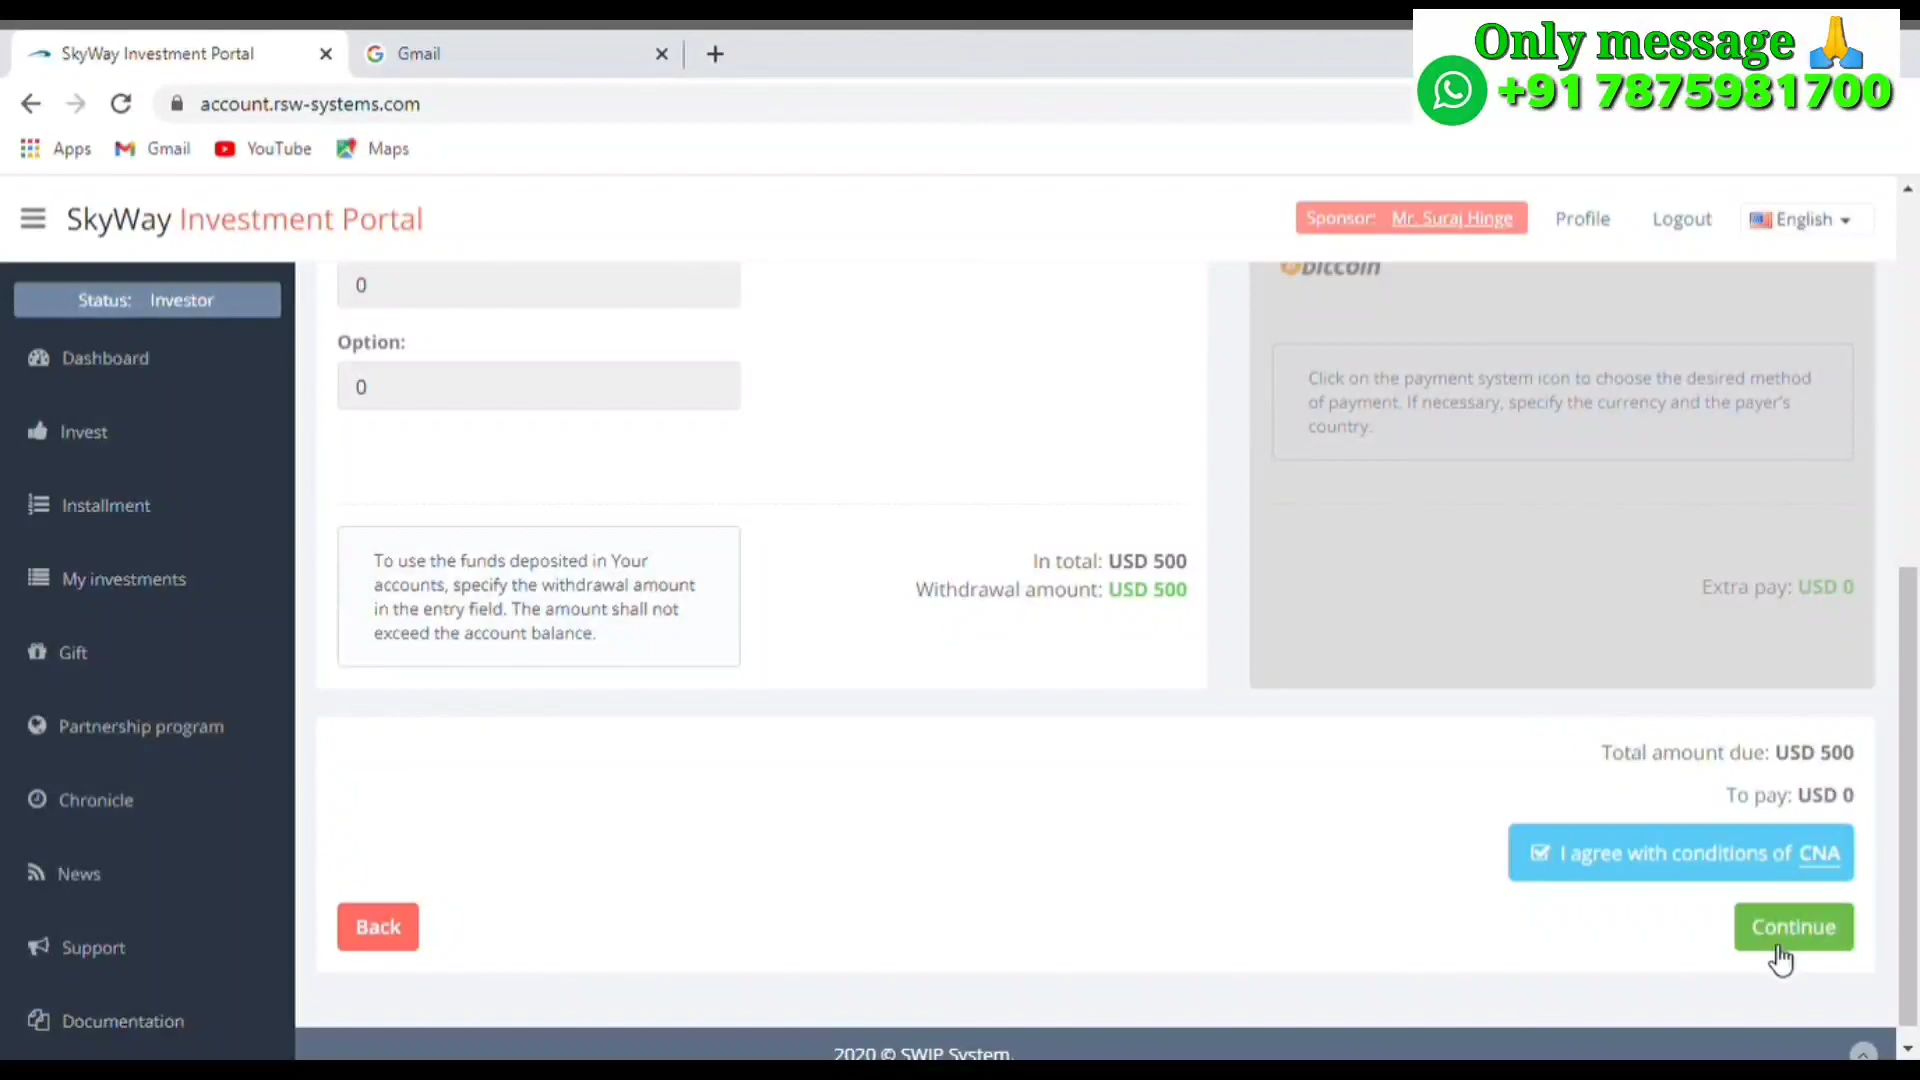 SkyWay Investment Portal
Gmail
Only message
+91 7875981700
account.rsw-systems.com
Apps
Gmail
YouTube
Maps
SkyWay Investment Portal
Sponsor: Mr. Suraj Hinge
Profile
Logout
English
Status: Investor
Dashboard
Invest
Installment
My investments
Gift
Partnership program
Chronicle
News
Support
Documentation
0
Option:
0
To use the funds deposited in Your
accounts, specify the withdrawal amount
in the entry field. The amount shall not
exceed the account balance.
In total: USD 500
Withdrawal amount: USD 500
bitcoin
Click on the payment system icon to choose the desired method
of payment. If necessary, specify the currency and the payer's
country.
Extra pay: USD 0
Total amount due: USD 500
To pay: USD 0
I agree with conditions of CNA
Back
Continue
2020 © SWIP System.